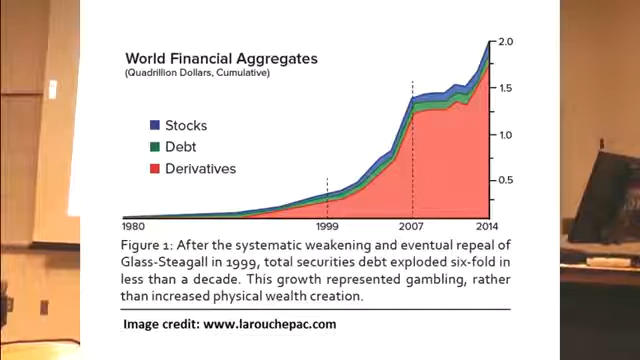 World Financial Aggregates
(Quadrillion Dollars, Cumulative)
Stocks
Debt
Derivatives
2.0
1.5
1.0
0.5
1980 1999 2007 2014
Figure 1: After the systematic weakening and eventual repeal of
Glass-Steagall in 1999, total securities debt exploded six-fold in
less than a decade. This growth represented gambling, rather
than increased physical wealth creation.
Image credit: www.larouchepac.com